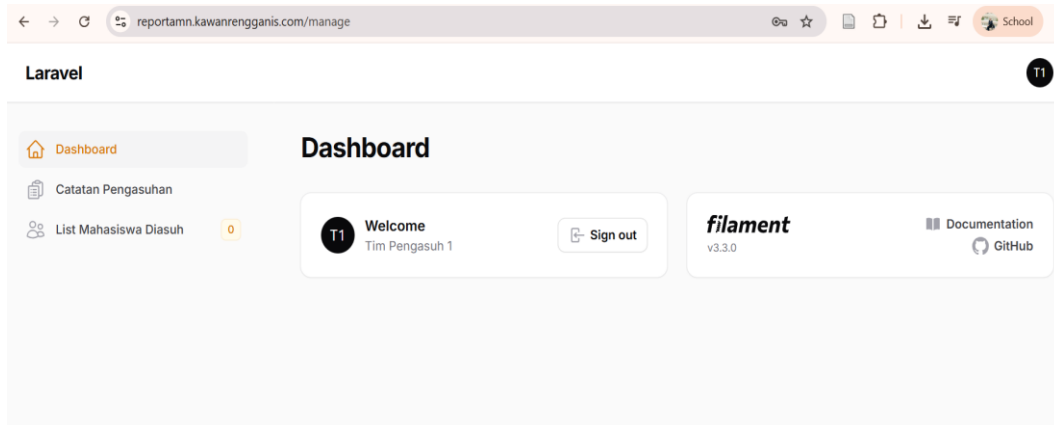 reportamn.kawanrengganis.com/manage
School
Laravel
T1
Dashboard
Catatan Pengasuhan
List Mahasiswa Diasuh 0
Dashboard
T1
Welcome
Tim Pengasuh 1
Sign out
filament
v3.3.0
Documentation
GitHub